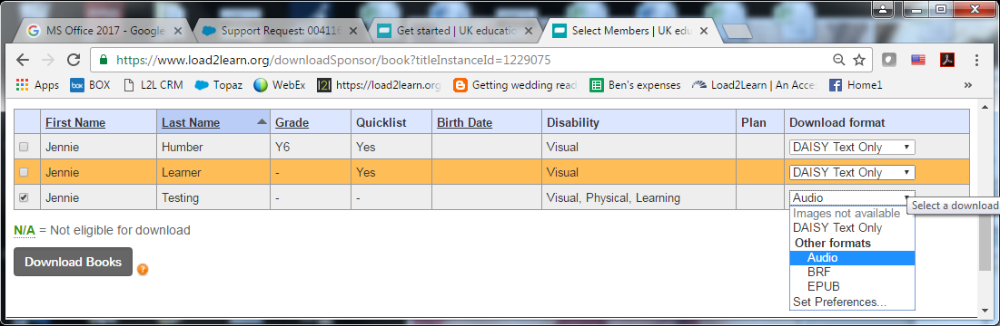 MS Office 2017 - Google
Support Request: 004116
Get started | UK educatio
Select Members | UK edu
https://www.load2learn.org/downloadSponsor/book?titleInstanceId=1229075
Apps
BOX
L2L CRM
Topaz
WebEx
https://load2learn.org
Getting wedding read
Ben's expenses
Load2Learn | An Acce
Home1
»
First Name Last Name Grade Quicklist Birth Date Disability Plan Download format
Jennie Humber Y6 Yes Visual DAISY Text Only
Jennie Learner - Yes Visual DAISY Text Only
Jennie Testing - - Visual, Physical, Learning Audio
Select a download
Images not available
DAISY Text Only
Other formats
Audio
BRF
EPUB
Set Preferences...
N/A = Not eligible for download
Download Books ?